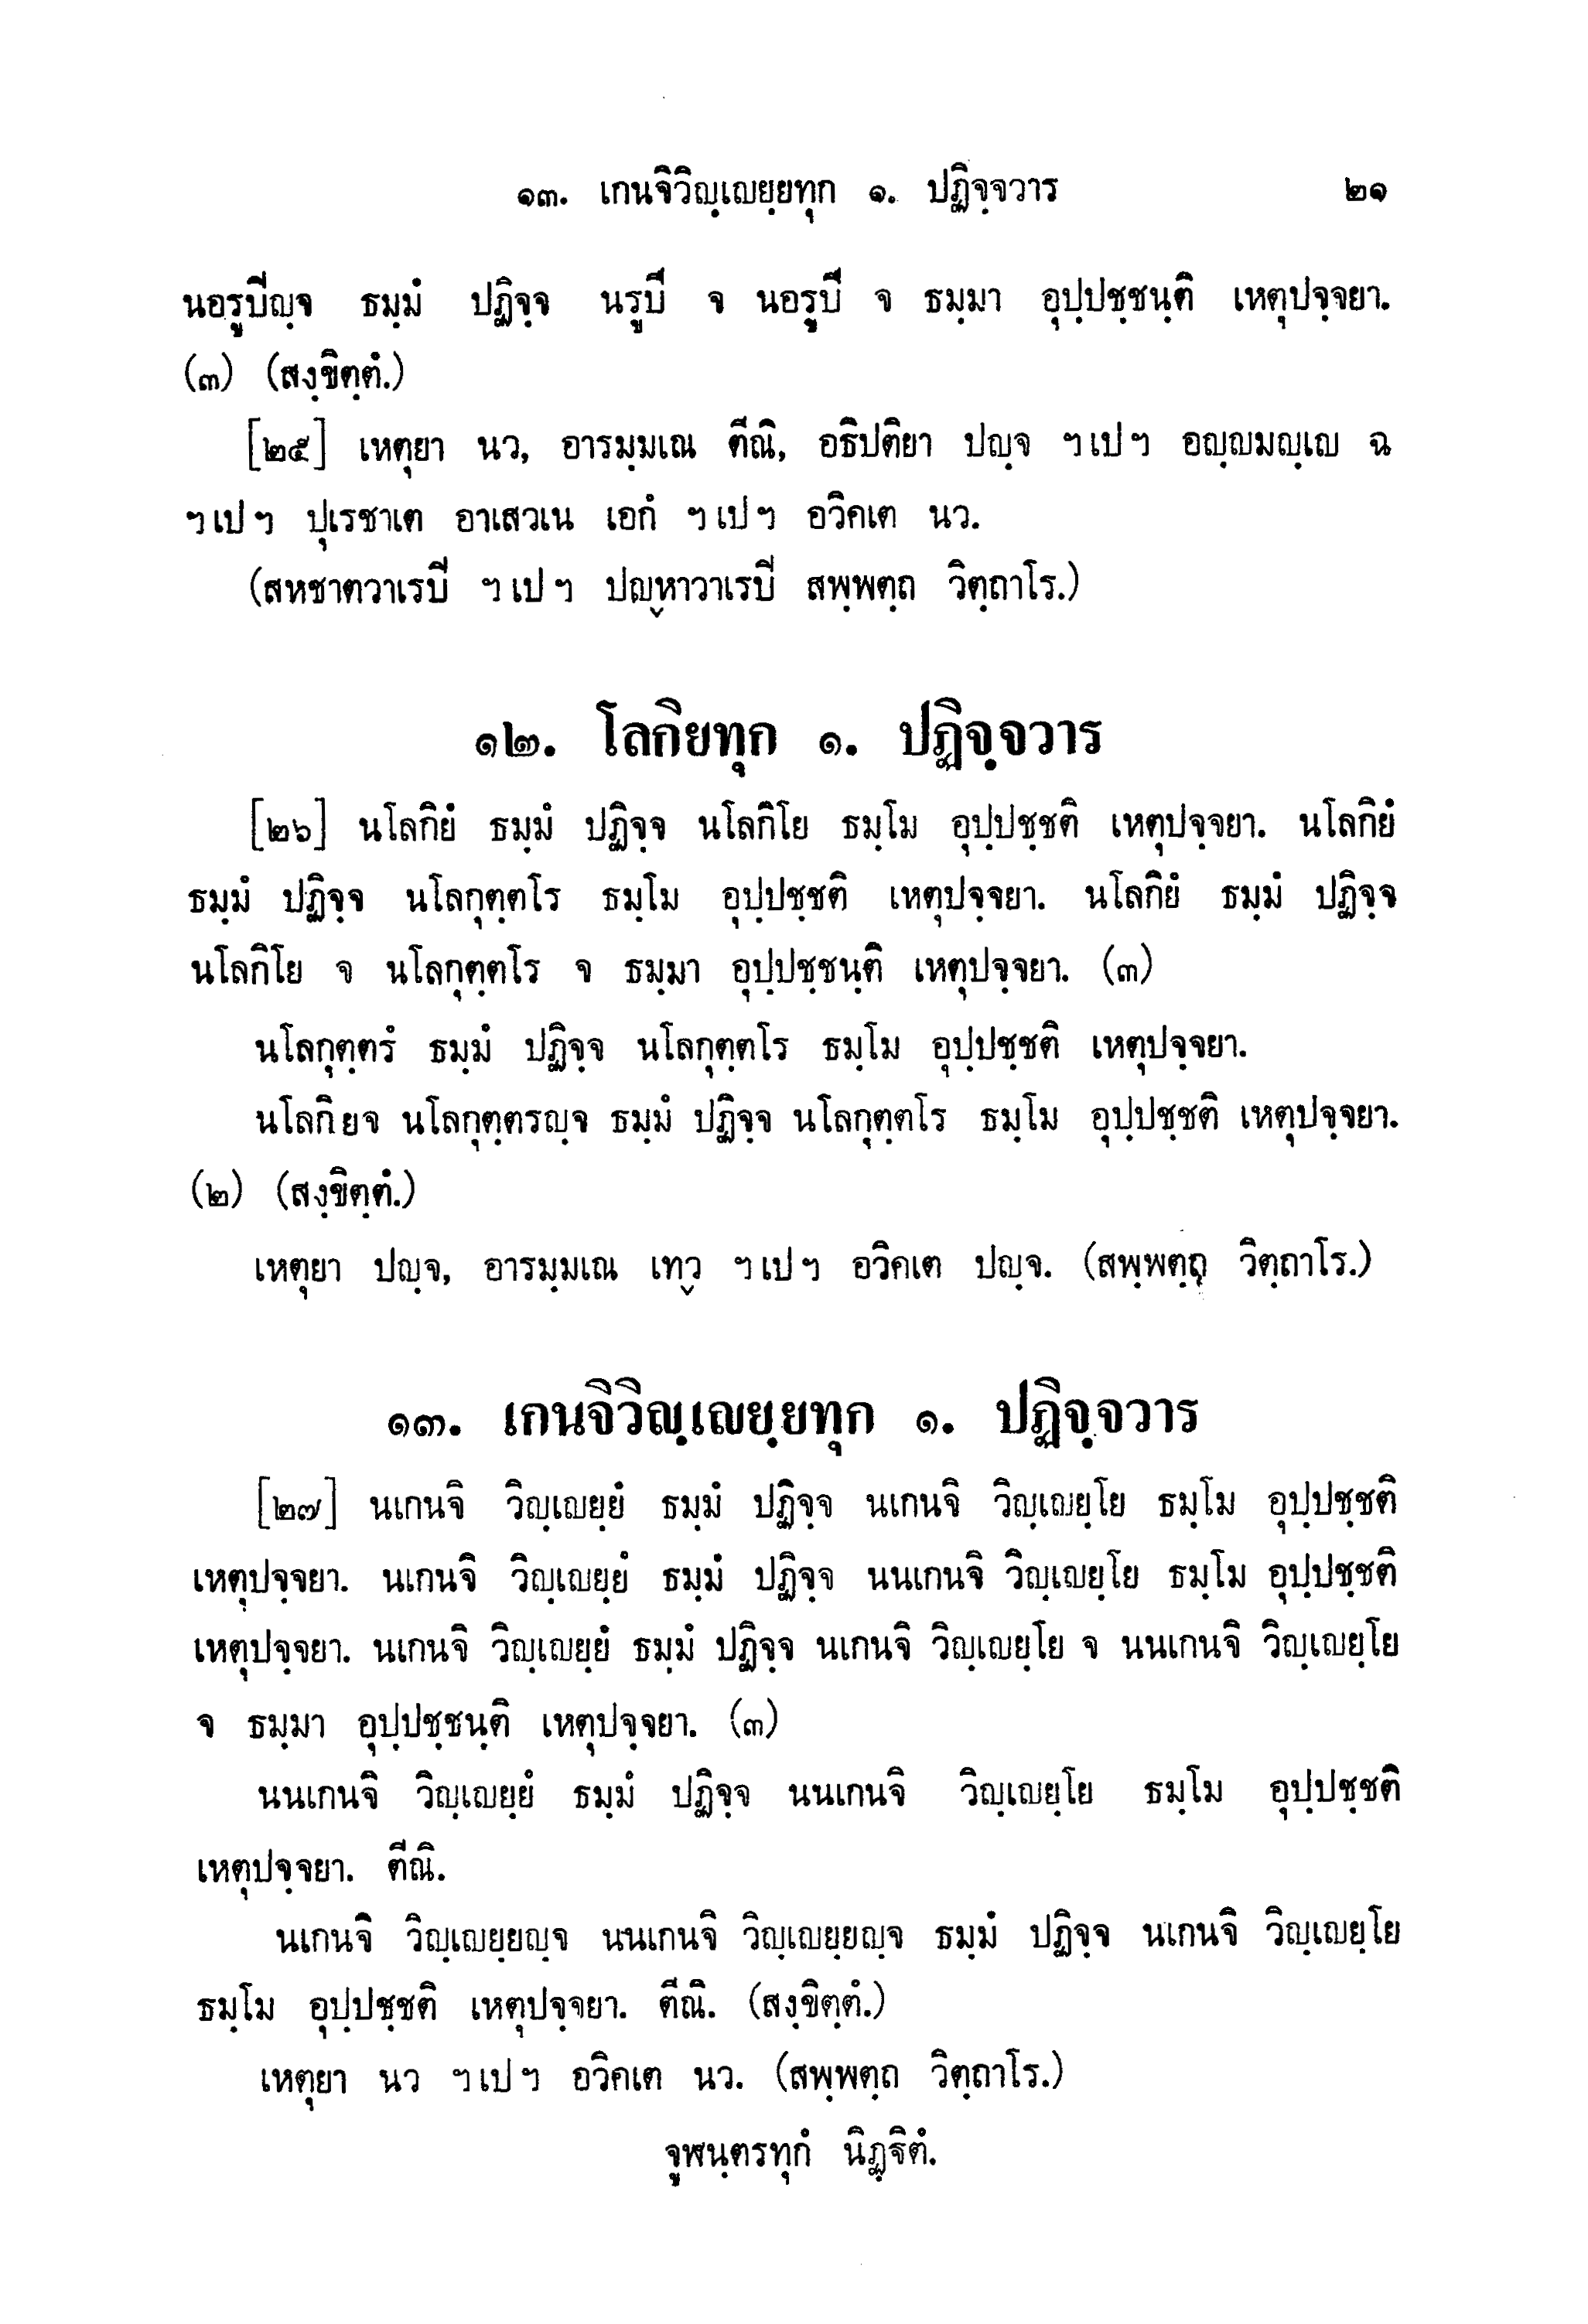 ๑๓. เกนจิวิญฺเญยฺยทุก ๑. ปฏิจฺจวาร ๒๑
นอรูปิญฺจ ธมฺมํ ปฏิจฺจ นรูปี จ นอรูปี จ ธมฺมา อุปฺปชฺชนฺติ เหตุปจฺจยา.
(๓) (สงฺขิตฺตํ.)
[๒๕] เหตุยา นว, อารมฺมเณ ตีณิ, อธิปติยา ปญฺจ ฯเปฯ อญฺญมญฺเญ ฉ
ฯเปฯ ปุเรชาเต อาเสวเน เอกํ ฯเปฯ อวิคเต นว.
(สหชาตวาเรปี ฯเปฯ ปญฺหาวาเรปี สพฺพตฺถ วิตฺถาโร.)
๑๒. โลกิยทุก ๑. ปฏิจฺจวาร
[๒๖] นโลกิยํ ธมฺมํ ปฏิจฺจ นโลกิโย ธมฺโม อุปฺปชฺชติ เหตุปจฺจยา. นโลกิยํ
ธมฺมํ ปฏิจฺจ นโลกุตฺตโร ธมฺโม อุปฺปชฺชติ เหตุปจฺจยา. นโลกิยํ ธมฺมํ ปฏิจฺจ
นโลกิโย จ นโลกุตฺตโร จ ธมฺมา อุปฺปชฺชนฺติ เหตุปจฺจยา. (๓)
นโลกุตฺตรํ ธมฺมํ ปฏิจฺจ นโลกุตฺตโร ธมฺโม อุปฺปชฺชติ เหตุปจฺจยา.
นโลกิยจ นโลกุตฺตรญฺจ ธมฺมํ ปฏิจฺจ นโลกุตฺตโร ธมฺโม อุปฺปชฺชติ เหตุปจฺจยา.
(๒) (สงฺขิตฺตํ.)
เหตุยา ปญฺจ, อารมฺมเณ เทฺว ฯเปฯ อวิคเต ปญฺจ. (สพฺพตฺถ วิตฺถาโร.)
๑๓. เกนจิวิญฺเญยฺยทุก ๑. ปฏิจฺจวาร
[๒๗] นเกนจิ วิญฺเญยฺยํ ธมฺมํ ปฏิจฺจ นเกนจิ วิญฺเญยฺโย ธมฺโม อุปฺปชฺชติ
เหตุปจฺจยา. นเกนจิ วิญฺเญยฺยํ ธมฺมํ ปฏิจฺจ นนเกนจิ วิญฺเญยฺโย ธมฺโม อุปฺปชฺชติ
เหตุปจฺจยา. นเกนจิ วิญฺเญยฺยํ ธมฺมํ ปฏิจฺจ นเกนจิ วิญฺเญยฺโย จ นนเกนจิ วิญฺเญยฺโย
จ ธมฺมา อุปฺปชฺชนฺติ เหตุปจฺจยา. (๓)
นนเกนจิ วิญฺเญยฺยํ ธมฺมํ ปฏิจฺจ นนเกนจิ วิญฺเญยฺโย ธมฺโม อุปฺปชฺชติ
เหตุปจฺจยา. ตีณิ.
นเกนจิ วิญฺเญยฺยญฺจ นนเกนจิ วิญฺเญยฺยญฺจ ธมฺมํ ปฏิจฺจ นเกนจิ วิญฺเญยฺโย
ธมฺโม อุปฺปชฺชติ เหตุปจฺจยา. ตีณิ. (สงฺขิตฺตํ.)
เหตุยา นว ฯเปฯ อวิคเต นว. (สพฺพตฺถ วิตฺถาโร.)
จูฬนฺตรทุกํ นิฏฺฐิตํ.